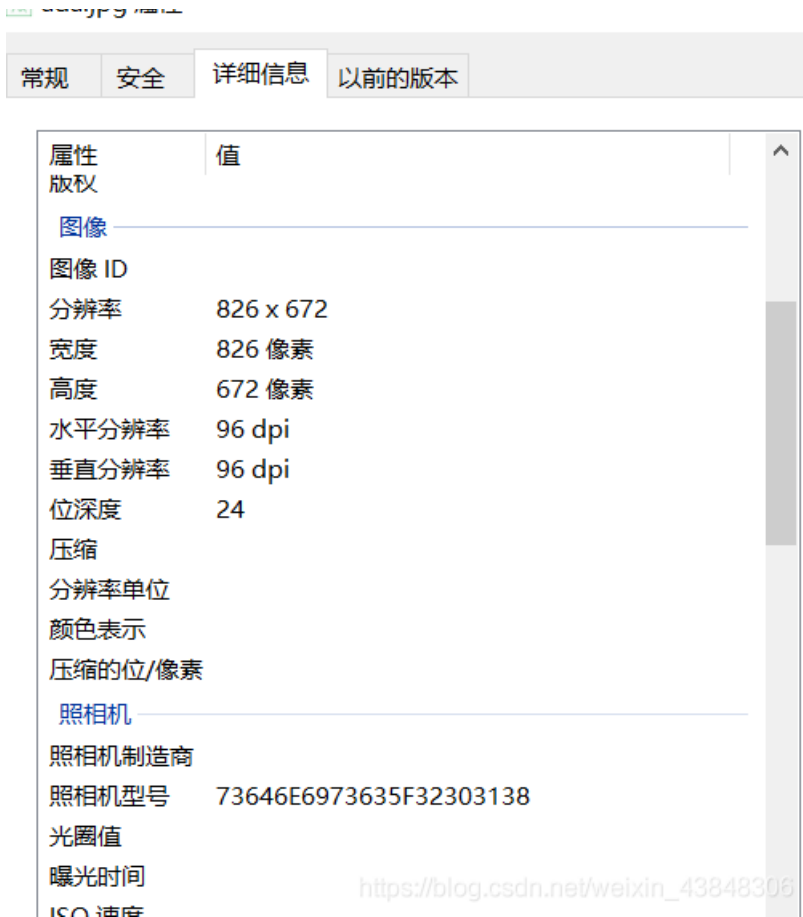 常规 安全 详细信息 以前的版本
属性 值
版权
图像
图像 ID
分辨率 826 x 672
宽度 826 像素
高度 672 像素
水平分辨率 96 dpi
垂直分辨率 96 dpi
位深度 24
压缩
分辨率单位
颜色表示
压缩的位/像素
照相机
照相机制造商
照相机型号 73646E6973635F32303138
光圈值
曝光时间
https://blog.csdn.net/weixin_43848306
ISO 速度